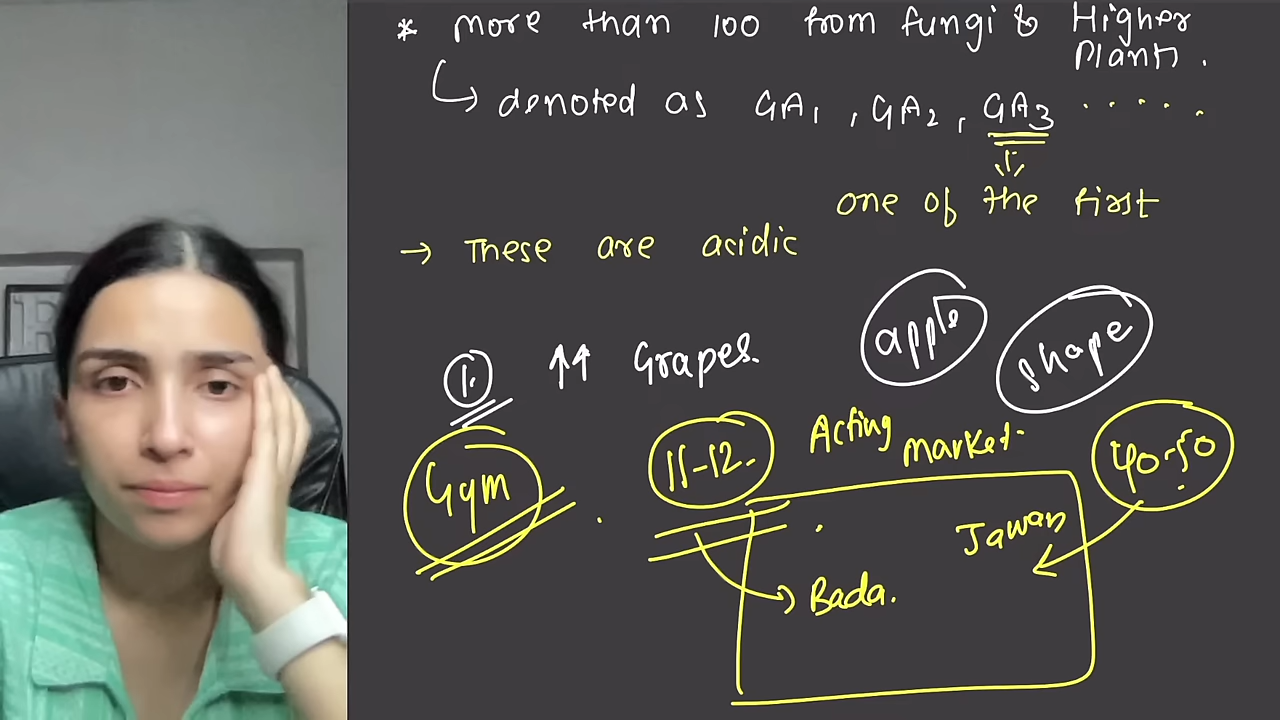 * more than 100 from fungi & Higher
Plants.
↳ denoted as GA1, GA2, GA3 .....
one of the first
→ These are acidic
1. ↑↑ Grapes.
apple
shape
Gym
11-12.
Acting market.
40-50
Jawan
→ Bada.